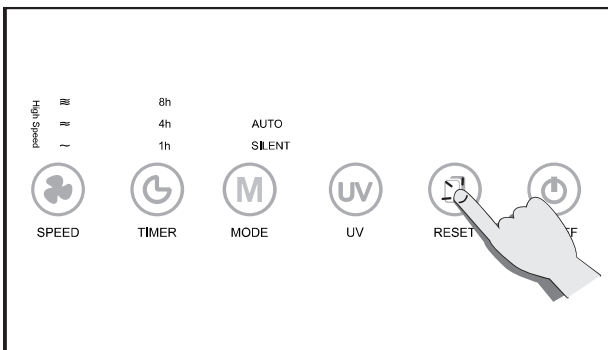 High Speed
8h
4h
1h
AUTO
SILENT
M
UV
SPEED
TIMER
MODE
UV
RESET